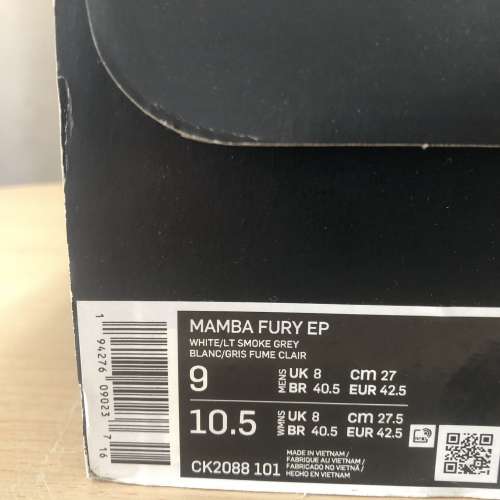 MAMBA FURY EP
WHITE/LT SMOKE GREY
BLANC/GRIS FUME CLAIR
9 MENS UK 8 cm 27
BR 40.5 EUR 42.5
10.5 WMNS UK 8 cm 27.5
BR 40.5 EUR 42.5
CK2088 101
MADE IN VIETNAM /
FABRIQUE AU VIETNAM /
FABRICADO NO VIETNÃ /
HECHO EN VIETNAM
1 94276 09023 716